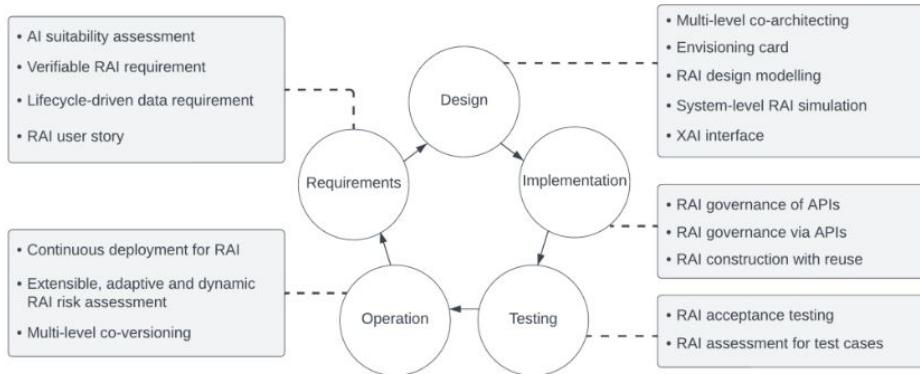 • AI suitability assessment
• Verifiable RAI requirement
• Lifecycle-driven data requirement
• RAI user story
• Multi-level co-architecting
• Envisioning card
• RAI design modelling
• System-level RAI simulation
• XAI interface
Design
Requirements
Implementation
• RAI governance of APIs
• RAI governance via APIs
• RAI construction with reuse
• Continuous deployment for RAI
• Extensible, adaptive and dynamic
RAI risk assessment
• Multi-level co-versioning
Operation
Testing
• RAI acceptance testing
• RAI assessment for test cases